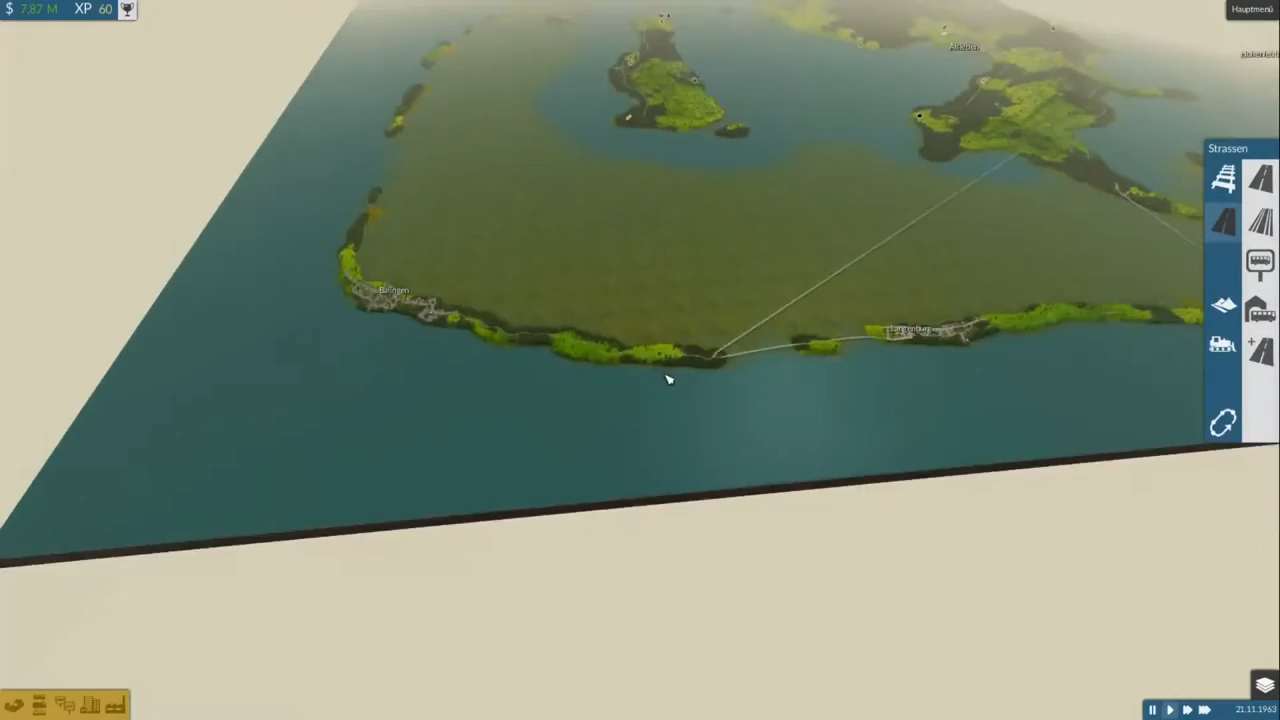 $ 7,87 M XP 60
Hauptmenü
Strassen
Balingen
Langenburg
21.11.1963